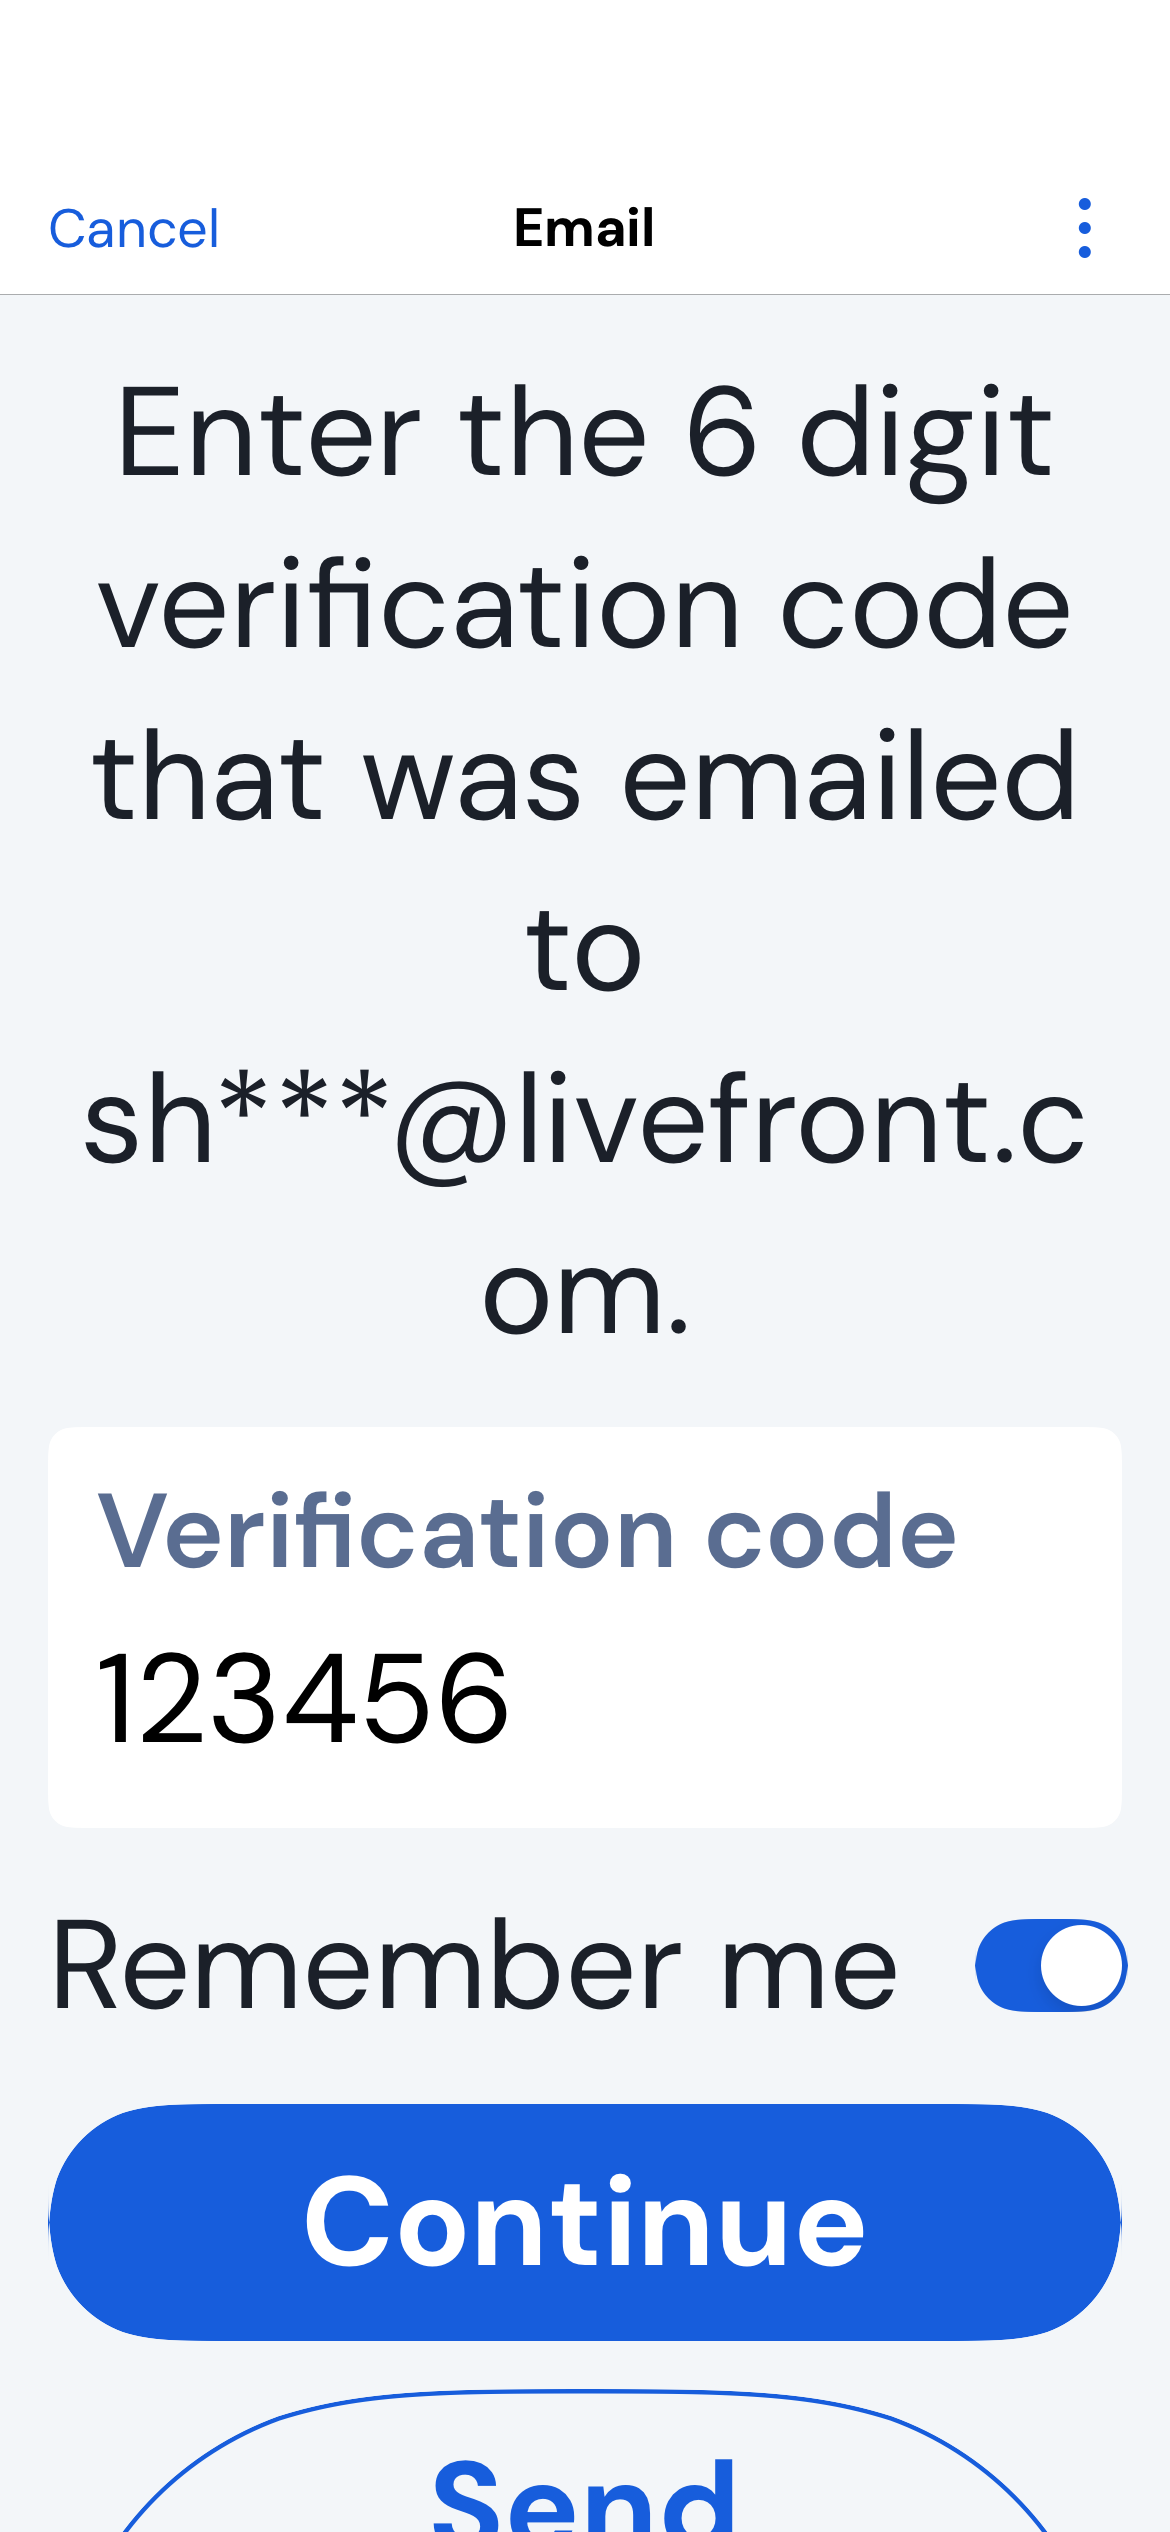 Cancel Email
Enter the 6 digit
verification code
that was emailed
to
sh***@livefront.c
om.
Verification code
123456
Remember me
Continue
Send